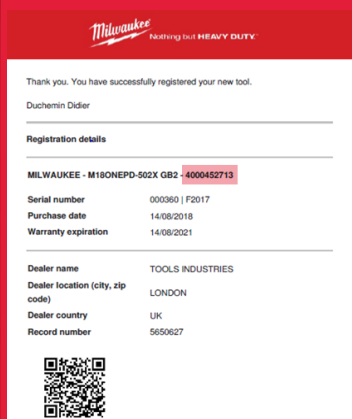 Milwaukee Nothing but HEAVY DUTY.™
Thank you. You have successfully registered your new tool.
Duchemin Didier
Registration details
MILWAUKEE - M18ONEPD-502X GB2 - 4000452713
Serial number 000360 | F2017
Purchase date 14/08/2018
Warranty expiration 14/08/2021
Dealer name TOOLS INDUSTRIES
Dealer location (city, zip
code) LONDON
Dealer country UK
Record number 5650627